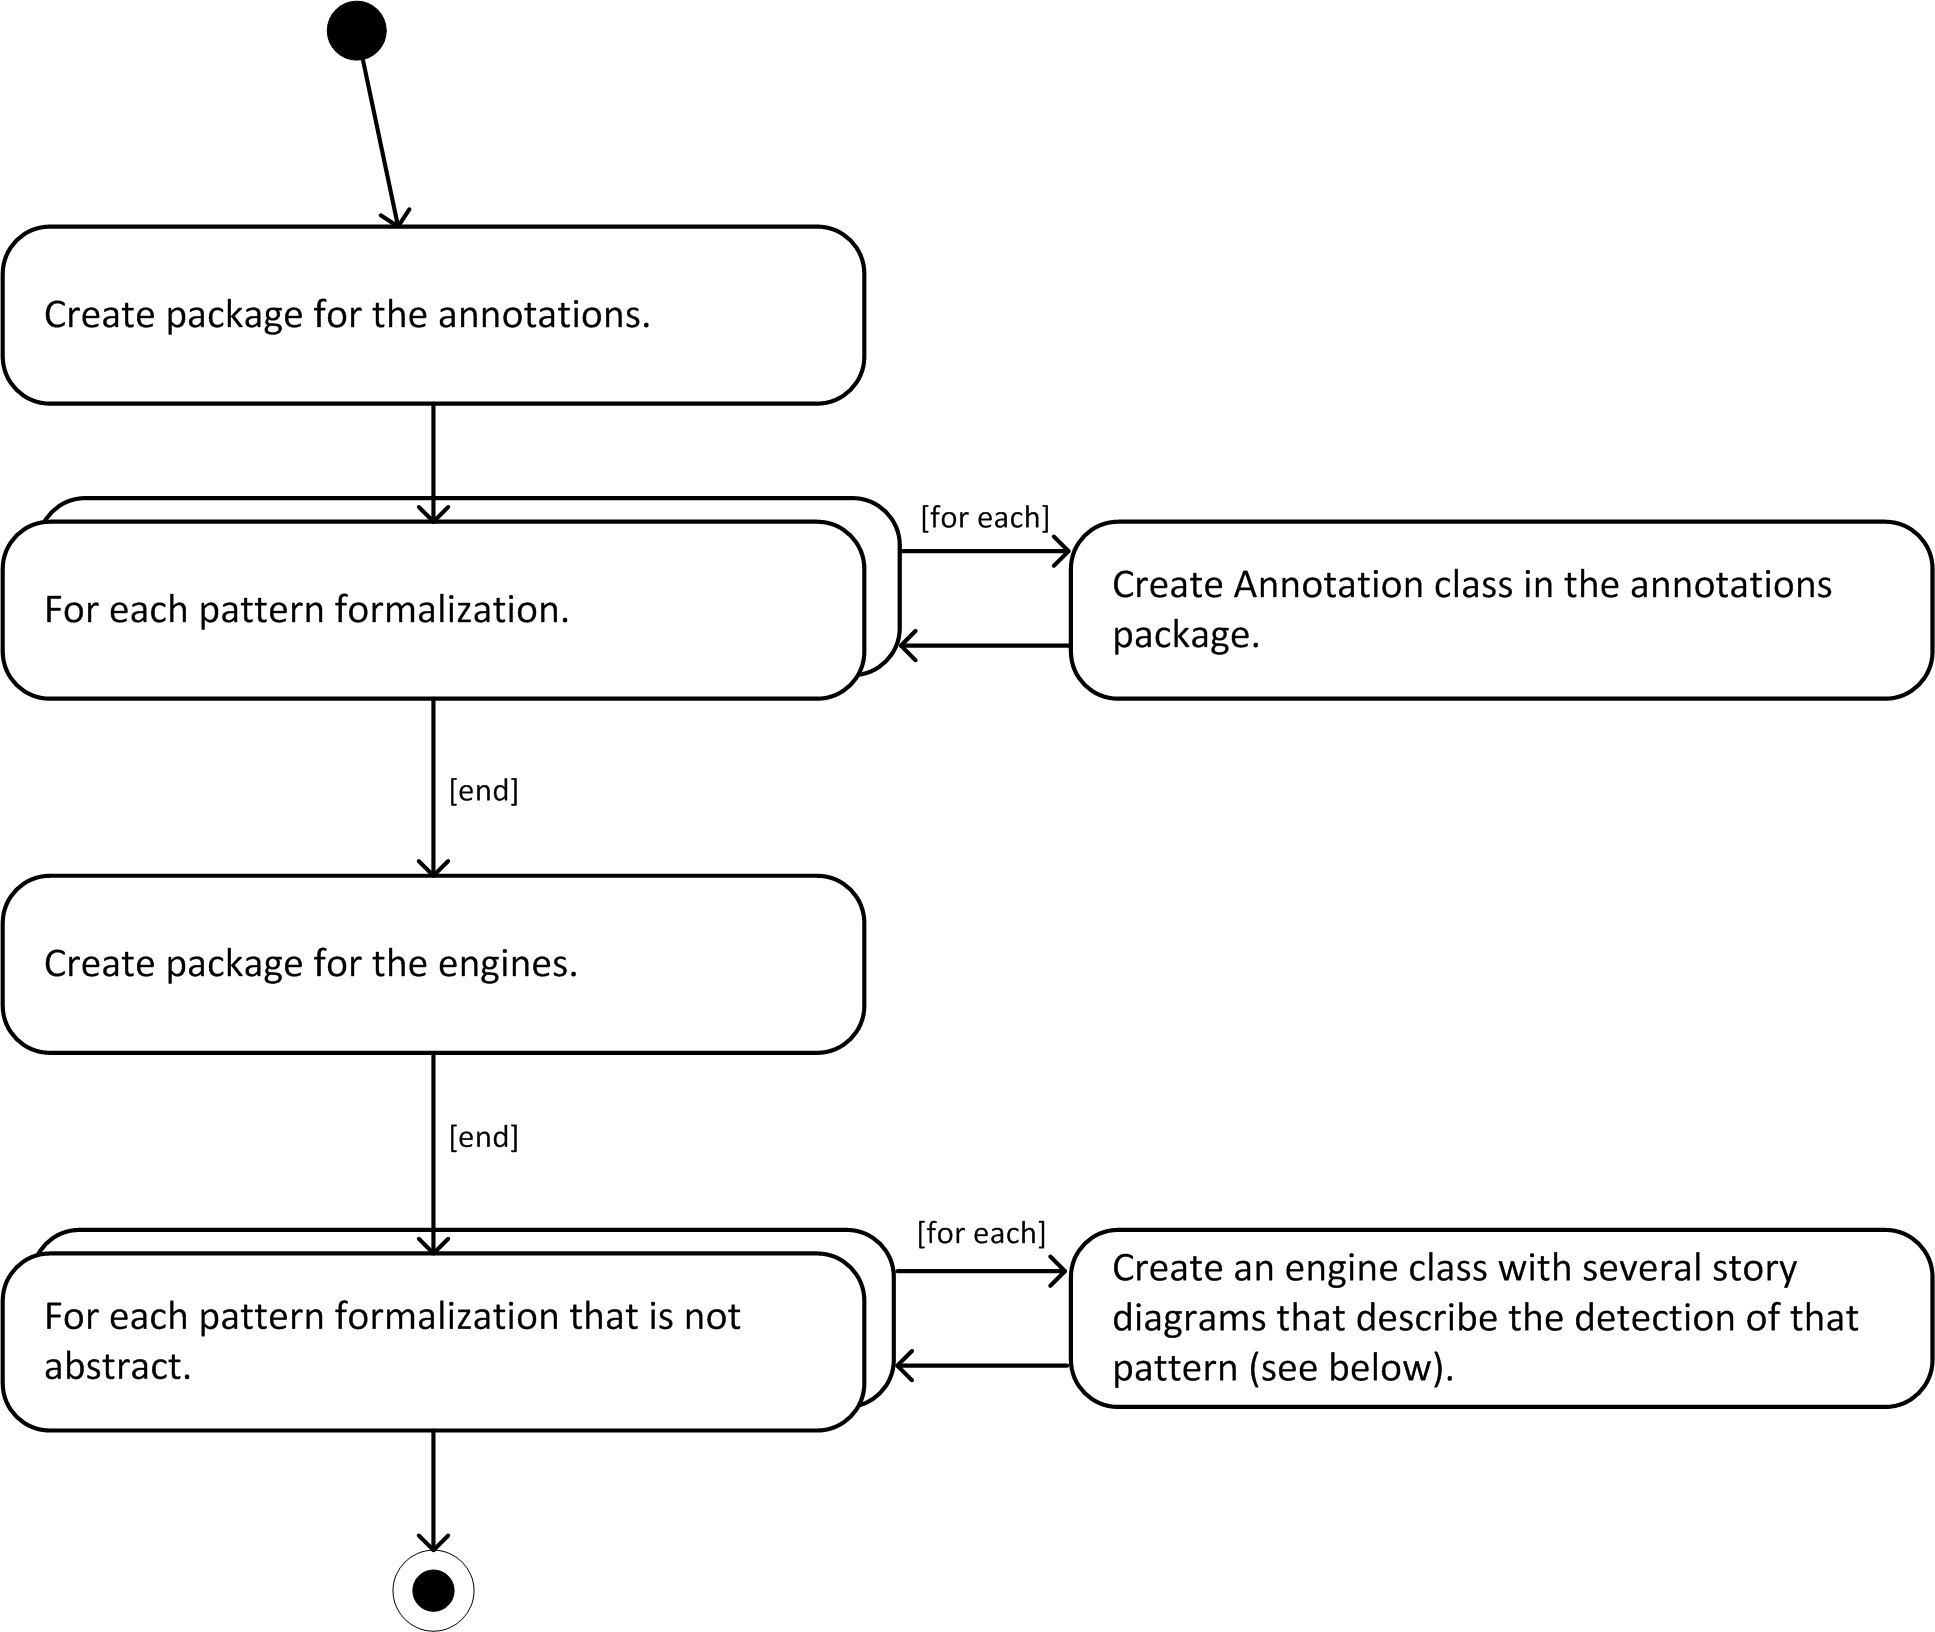 Create package for the annotations.
[for each]
For each pattern formalization.
Create Annotation class in the annotations
package.
[end]
Create package for the engines.
[end]
[for each]
For each pattern formalization that is not
abstract.
Create an engine class with several story
diagrams that describe the detection of that
pattern (see below).